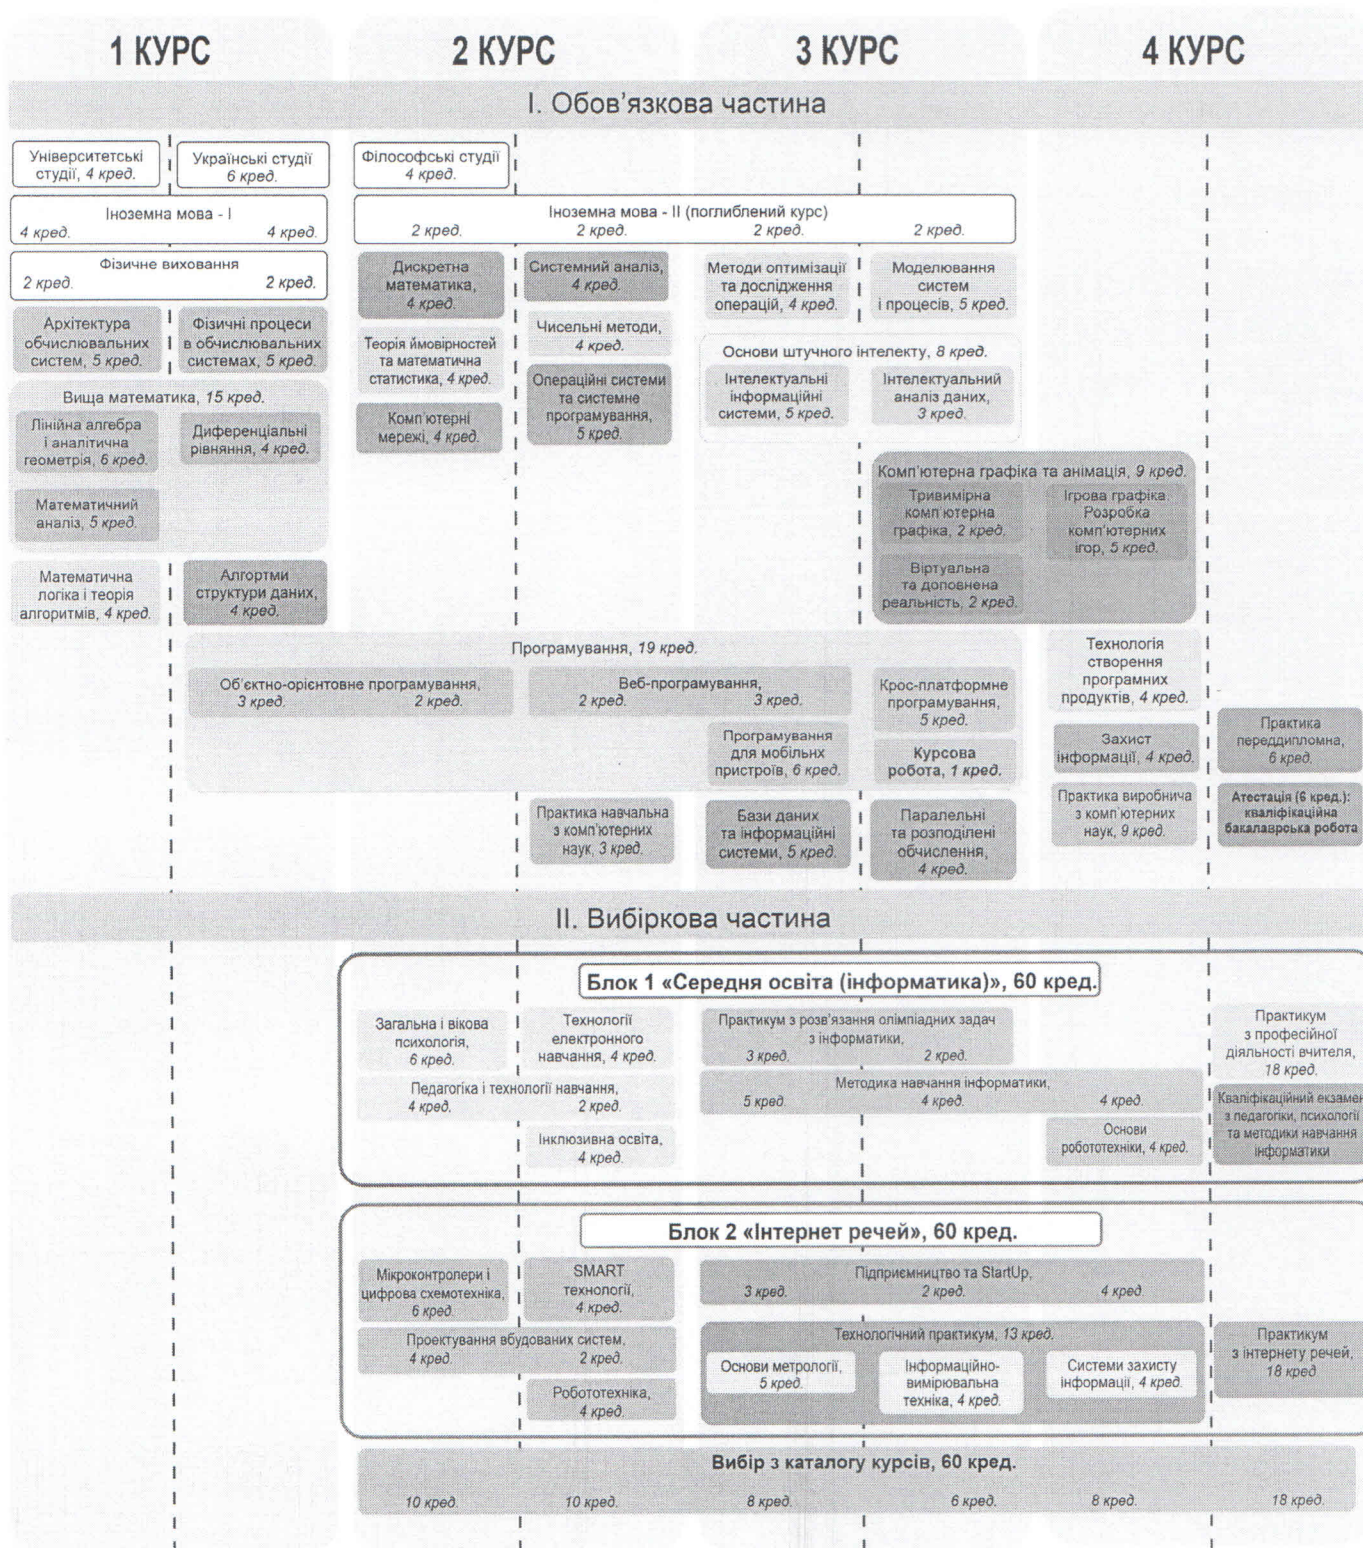 1 КУРС
2 КУРС
3 КУРС
4 КУРС
І. Обов’язкова частина
Університетські
студії, 4 кред.
Українські студії
6 кред.
Філософські студії
4 кред.
Іноземна мова - І
4 кред. 4 кред.
Іноземна мова - ІІ (поглиблений курс)
2 кред. 2 кред. 2 кред. 2 кред.
Фізичне виховання
2 кред. 2 кред.
Дискретна
математика,
4 кред.
Системний аналіз,
4 кред.
Методи оптимізації
та дослідження
операцій, 4 кред.
Моделювання
систем
і процесів, 5 кред.
Архітектура
обчислювальних
систем, 5 кред.
Фізичні процеси
в обчислювальних
системах, 5 кред.
Теорія ймовірностей
та математична
статистика, 4 кред.
Чисельні методи,
4 кред.
Основи штучного інтелекту, 8 кред.
Інтелектуальні
інформаційні
системи, 5 кред.
Інтелектуальний
аналіз даних,
3 кред.
Вища математика, 15 кред.
Лінійна алгебра
і аналітична
геометрія, 6 кред.
Диференціальні
рівняння, 4 кред.
Математичний
аналіз, 5 кред.
Комп’ютерні
мережі, 4 кред.
Операційні системи
та системне
програмування,
5 кред.
Комп’ютерна графіка та анімація, 9 кред.
Тривимірна
комп’ютерна
графіка, 2 кред.
Ігрова графіка.
Розробка
комп’ютерних
ігор, 5 кред.
Віртуальна
та доповнена
реальність, 2 кред.
Математична
логіка і теорія
алгоритмів, 4 кред.
Алгортми
структури даних,
4 кред.
Програмування, 19 кред.
Об’єктно-орієнтовне програмування,
3 кред. 2 кред.
Веб-програмування,
2 кред. 3 кред.
Крос-платформне
програмування,
5 кред.
Програмування
для мобільнх
пристроїв, 6 кред.
Курсова
робота, 1 кред.
Технологія
створення
програмних
продуктів, 4 кред.
Захист
інформації, 4 кред.
Практика
переддипломна,
6 кред.
Практика навчальна
з комп’ютерних
наук, 3 кред.
Бази даних
та інформаційні
системи, 5 кред.
Паралельні
та розподілені
обчислення,
4 кред.
Практика виробнича
з комп’ютерних
наук, 9 кред.
Атестація (6 кред.):
кваліфікаційна
бакалаврська робота
ІІ. Вибіркова частина
Блок 1 «Середня освіта (інформатика)», 60 кред.
Загальна і вікова
психологія,
6 кред.
Технології
електронного
навчання, 4 кред.
Практикум з розв’язання олімпіадних задач
з інформатики,
3 кред. 2 кред.
Практикум
з професійної
діяльності вчителя,
18 кред.
Педагогіка і технології навчання,
4 кред. 2 кред.
Методика навчання інформатики,
5 кред. 4 кред. 4 кред.
Інклюзивна освіта,
4 кред.
Основи
робототехніки, 4 кред.
Кваліфікаційний екзамен
з педагогіки, психології
та методики навчання
інформатики
Блок 2 «Інтернет речей», 60 кред.
Мікроконтролери і
цифрова схемотехніка,
6 кред.
SMART
технології,
4 кред.
Підприємництво та StartUp,
3 кред. 2 кред. 4 кред.
Проектування вбудованих систем,
4 кред. 2 кред.
Робототехніка,
4 кред.
Технологічний практикум, 13 кред.
Основи метрології,
5 кред.
Інформаційно-
вимірювальна
техніка, 4 кред.
Системи захисту
інформації, 4 кред.
Практикум
з інтернету речей,
18 кред
Вибір з каталогу курсів, 60 кред.
10 кред. 10 кред. 8 кред. 6 кред. 8 кред. 18 кред.